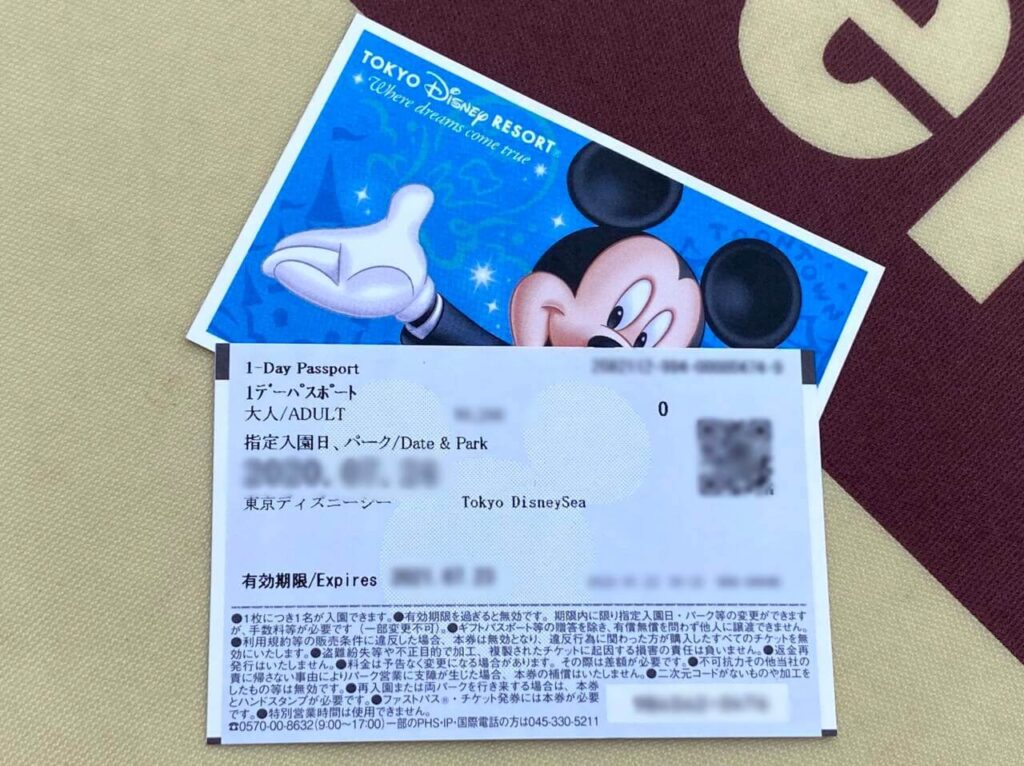 TOKYO Disney RESORT®
Where dreams come true
TOONTOWN
1-Day Passport
1デーパスポート
大人/ADULT
0
指定入園日、パーク/Date & Park
東京ディズニーシー Tokyo DisneySea
有効期限/Expires
●1枚につき1名が入園できます。●有効期限を過ぎると無効です。期限内に限り指定入園日・パーク等の変更ができますが、手数料等が必要です(一部変更不可)。●ギフトパスポート等の贈答を除き、有償無償を問わず他人に譲渡できません。
●利用規約等の販売条件に違反した場合、本券は無効となり、違反行為に関わった方が購入したすべてのチケットを無効にいたします。●盗難紛失等や不正目的で加工、複製されたチケットに起因する損害の責任は負いません。●返金再発行はいたしません。●料金は予告なく変更になる場合があります。その際は差額が必要です。●不可抗力その他当社の責に帰さない事由によりパーク営業に支障が生じた場合、本券の補償はいたしません。●二次元コードがないものや加工をしたもの等は無効です。●再入園または両パークを行き来する場合は、本券とハンドスタンプが必要です。●ファストパス®・チケット発券には本券が必要です。●特別営業時間は使用できません。
☎0570-00-8632(9:00~17:00)一部のPHS・IP・国際電話の方は045-330-5211